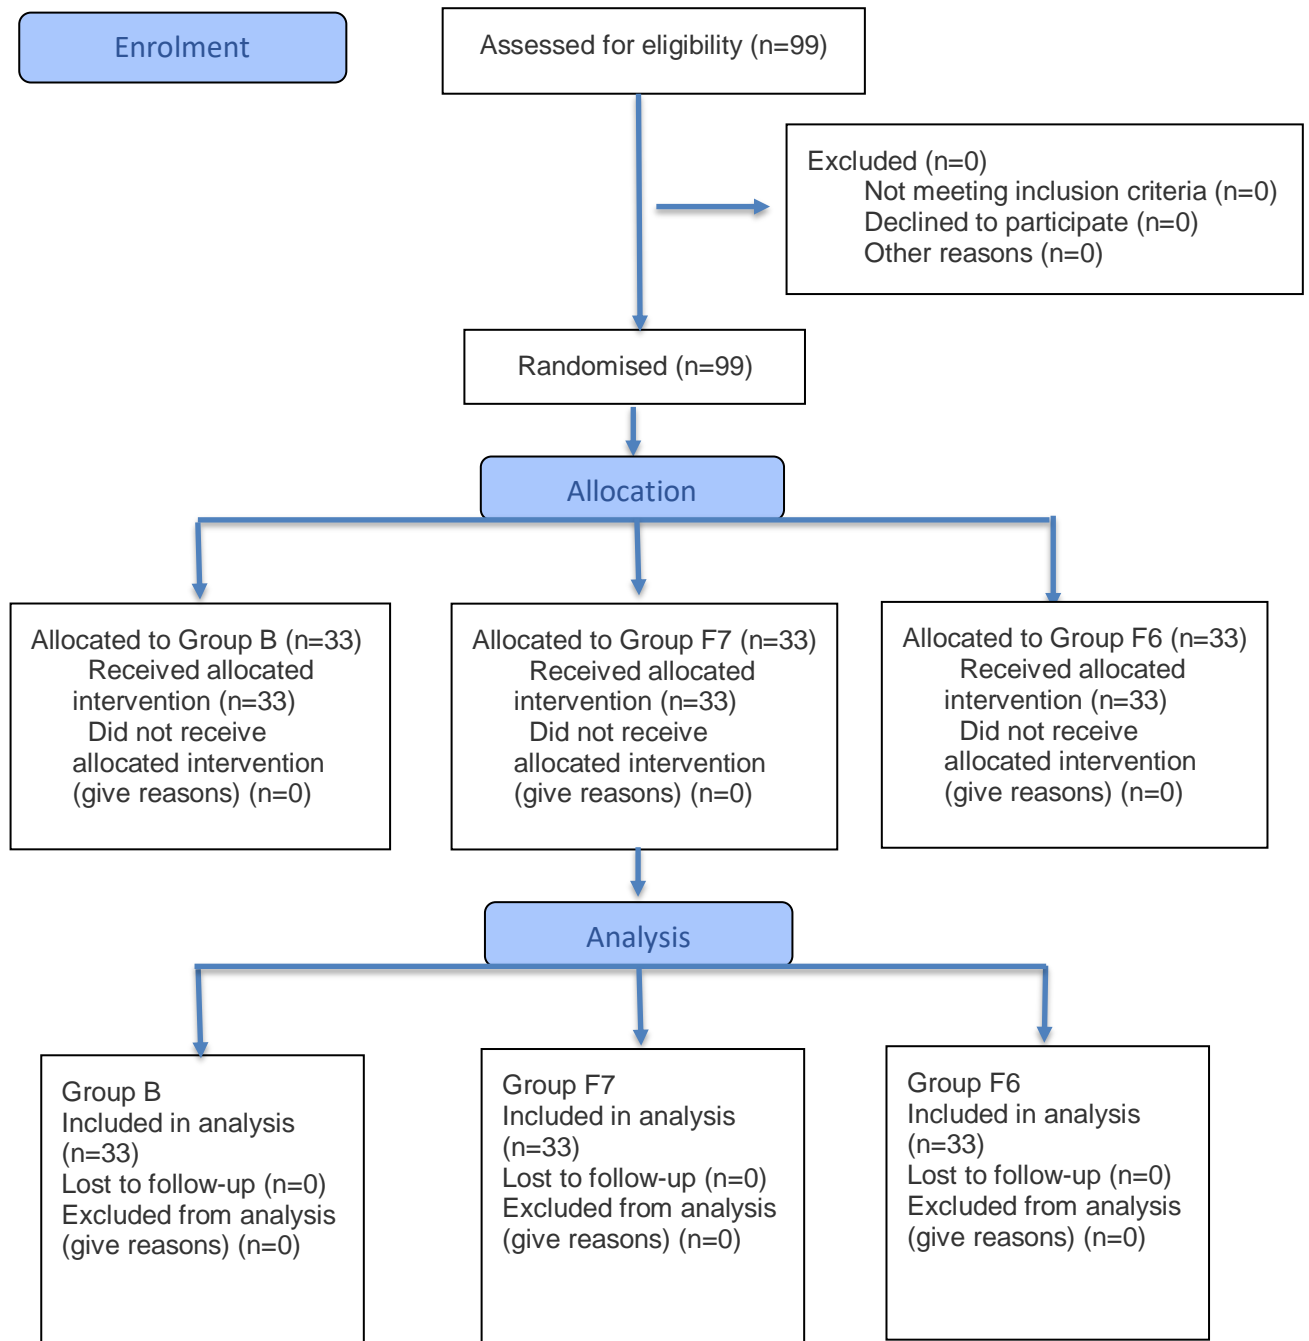 Enrolment
Assessed for eligibility (n=99)
Excluded (n=0)
Not meeting inclusion criteria (n=0)
Declined to participate (n=0)
Other reasons (n=0)
Randomised (n=99)
Allocation
Allocated to Group B (n=33)
Received allocated
intervention (n=33)
Did not receive
allocated intervention
(give reasons) (n=0)
Allocated to Group F7 (n=33)
Received allocated
intervention (n=33)
Did not receive
allocated intervention
(give reasons) (n=0)
Allocated to Group F6 (n=33)
Received allocated
intervention (n=33)
Did not receive
allocated intervention
(give reasons) (n=0)
Analysis
Group B
Included in analysis
(n=33)
Lost to follow-up (n=0)
Excluded from analysis
(give reasons) (n=0)
Group F7
Included in analysis
(n=33)
Lost to follow-up (n=0)
Excluded from analysis
(give reasons) (n=0)
Group F6
Included in analysis
(n=33)
Lost to follow-up (n=0)
Excluded from analysis
(give reasons) (n=0)